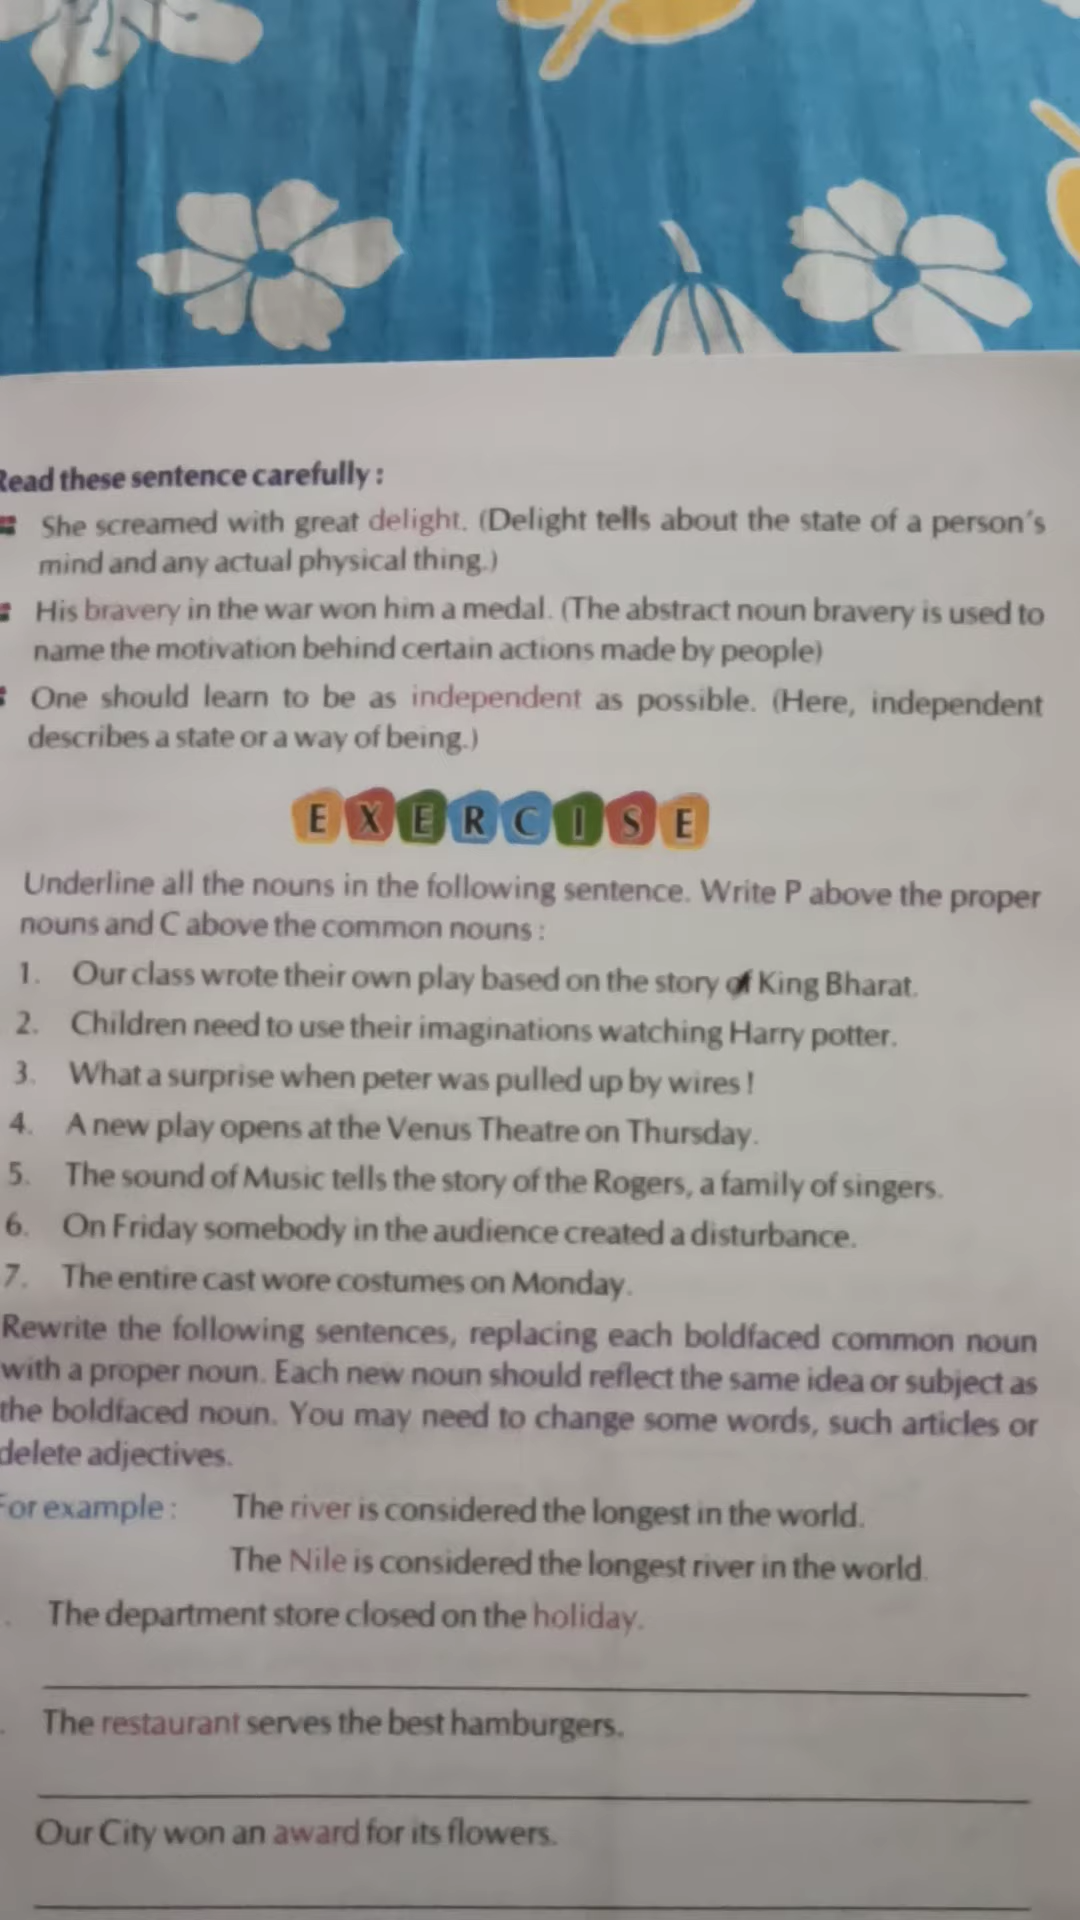 Read these sentence carefully :
She screamed with great delight. (Delight tells about the state of a person's
mind and any actual physical thing.)
His bravery in the war won him a medal. (The abstract noun bravery is used to
name the motivation behind certain actions made by people)
One should learn to be as independent as possible. (Here, independent
describes a state or a way of being.)
EXERCISE
Underline all the nouns in the following sentence. Write P above the proper
nouns and C above the common nouns :
1. Our class wrote their own play based on the story of King Bharat.
2. Children need to use their imaginations watching Harry potter.
3. What a surprise when peter was pulled up by wires !
4. A new play opens at the Venus Theatre on Thursday.
5. The sound of Music tells the story of the Rogers, a family of singers.
6. On Friday somebody in the audience created a disturbance.
7. The entire cast wore costumes on Monday.
Rewrite the following sentences, replacing each boldfaced common noun
with a proper noun. Each new noun should reflect the same idea or subject as
the boldfaced noun. You may need to change some words, such articles or
delete adjectives.
For example : The river is considered the longest in the world.
The Nile is considered the longest river in the world.
The department store closed on the holiday.
The restaurant serves the best hamburgers.
Our City won an award for its flowers.